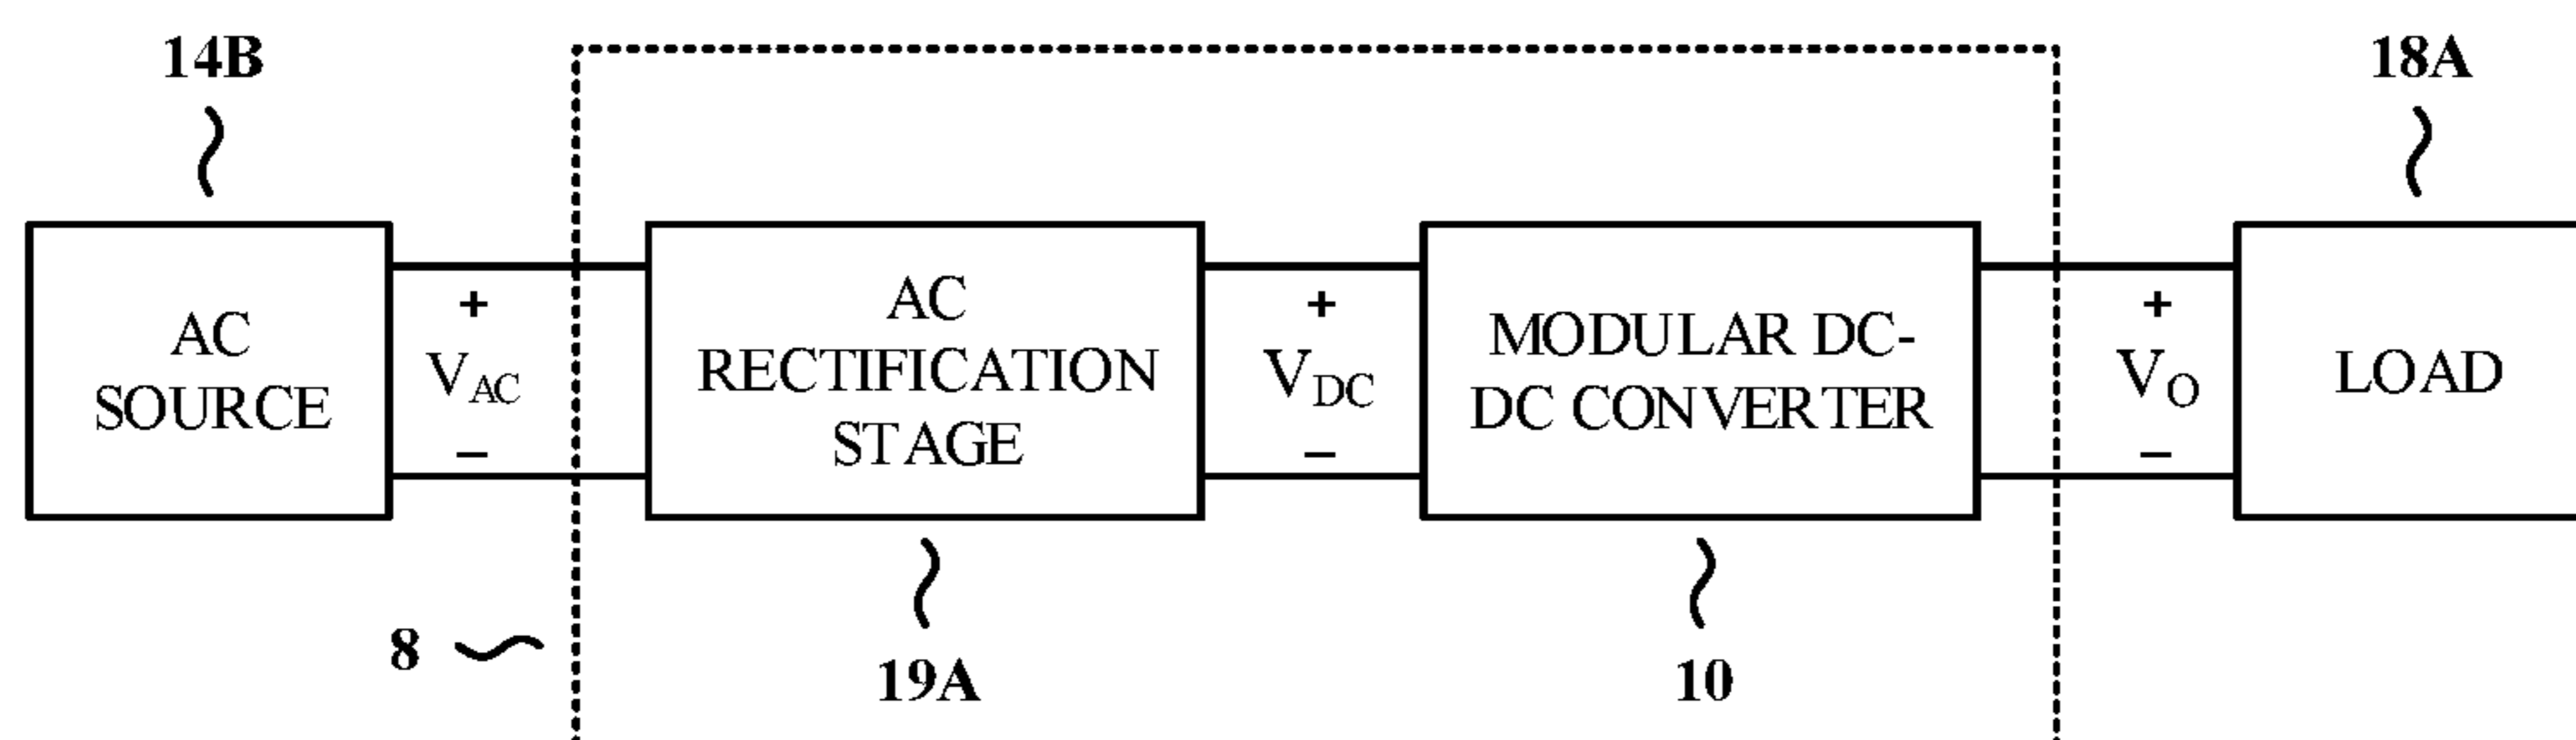 14B
18A
AC
SOURCE
+
VAC
–
AC
RECTIFICATION
STAGE
+
VDC
–
MODULAR DC-
DC CONVERTER
+
VO
–
LOAD
8
19A
10